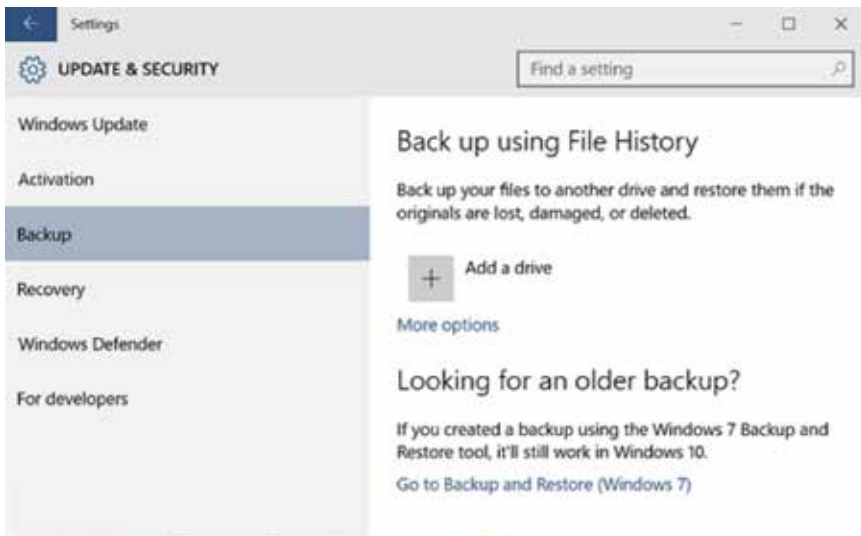 Settings
UPDATE & SECURITY
Find a setting
Windows Update
Activation
Backup
Recovery
Windows Defender
For developers
Back up using File History
Back up your files to another drive and restore them if the
originals are lost, damaged, or deleted.
Add a drive
More options
Looking for an older backup?
If you created a backup using the Windows 7 Backup and
Restore tool, it'll still work in Windows 10.
Go to Backup and Restore (Windows 7)